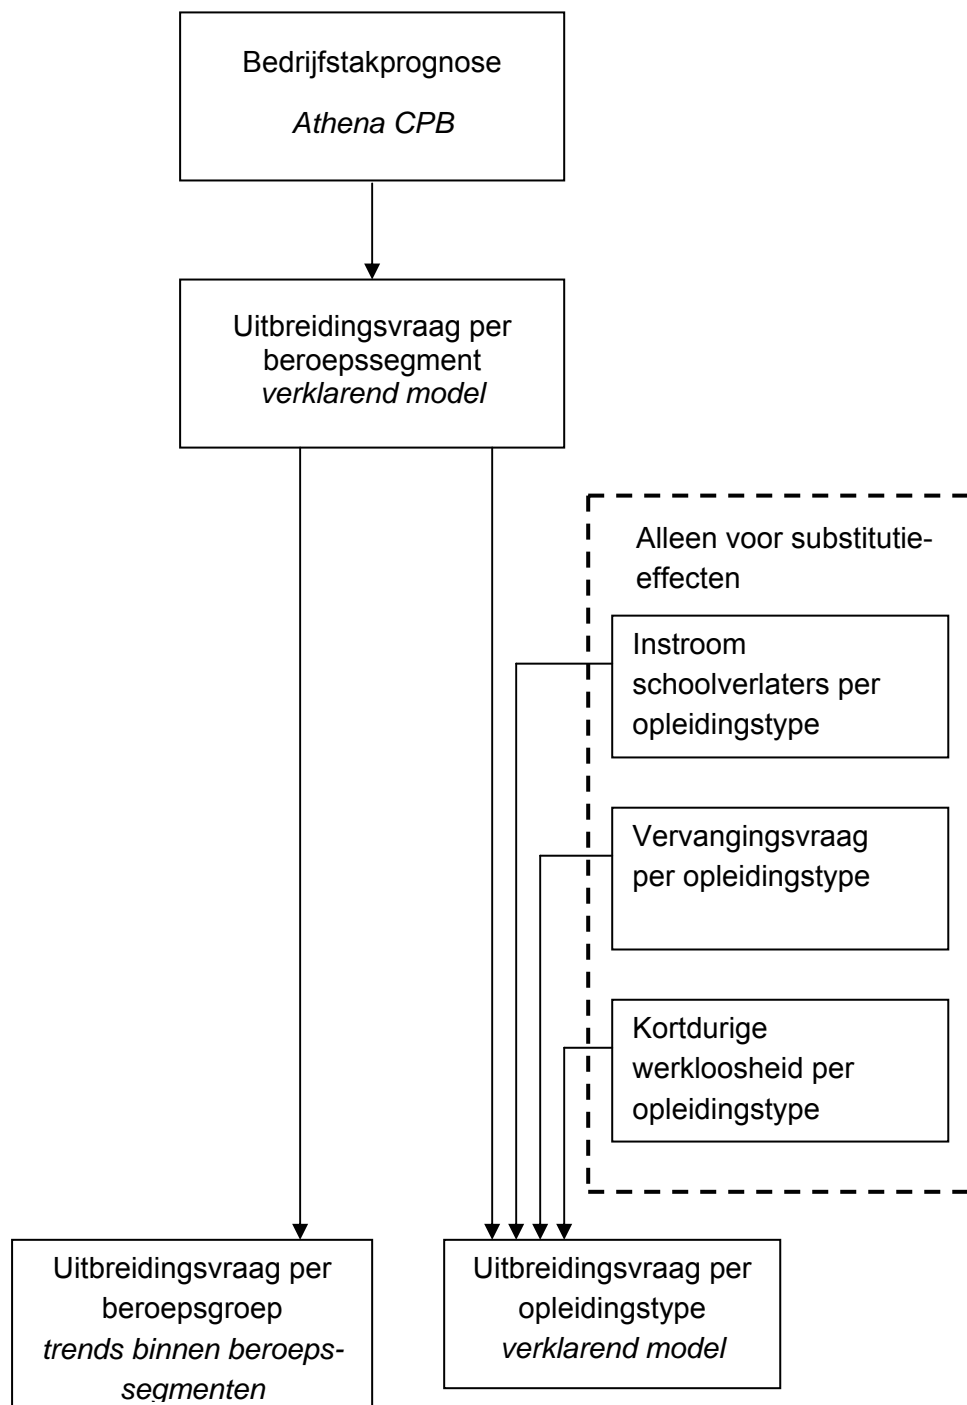 Bedrijfstakprognose
Athena CPB
Uitbreidingsvraag per
beroepssegment
verklarend model
Alleen voor substitutie-
effecten
Instroom
schoolverlaters per
opleidingstype
Vervangingsvraag
per opleidingstype
Kortdurige
werkloosheid per
opleidingstype
Uitbreidingsvraag per
beroepsgroep
trends binnen beroeps-
segmenten
Uitbreidingsvraag per
opleidingstype
verklarend model